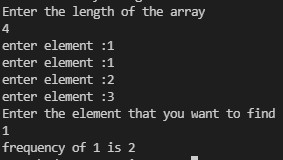 Enter the length of the array
4
enter element :1
enter element :1
enter element :2
enter element :3
Enter the element that you want to find
1
frequency of 1 is 2